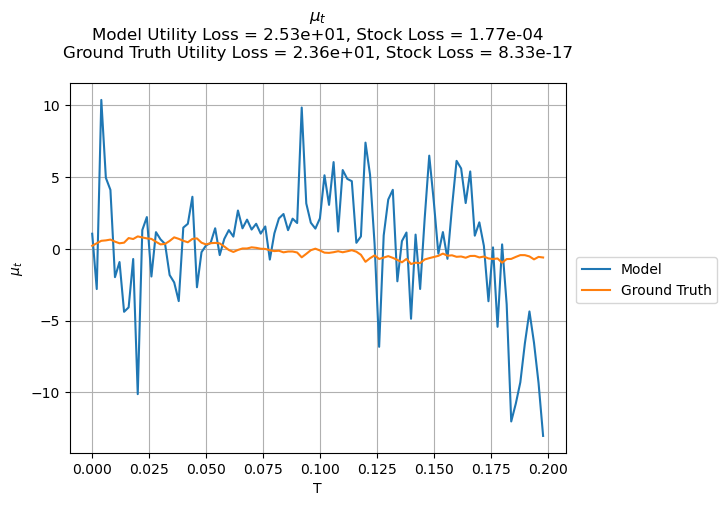 μ_t
Model Utility Loss = 2.53e+01, Stock Loss = 1.77e-04
Ground Truth Utility Loss = 2.36e+01, Stock Loss = 8.33e-17
10
5
0
−5
−10
μ_t
0.000 0.025 0.050 0.075 0.100 0.125 0.150 0.175 0.200
T
Model
Ground Truth